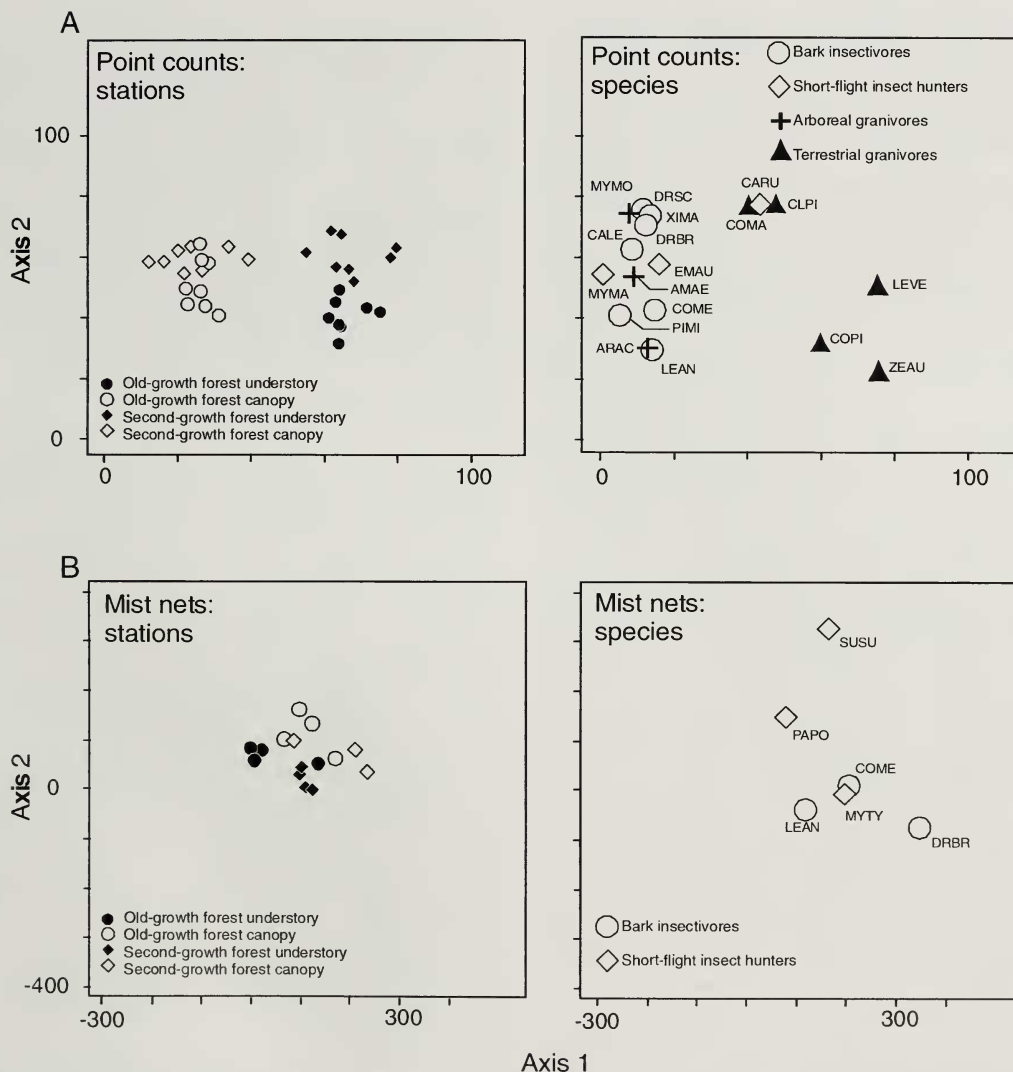 A
Point counts:
stations
100
Axis 2
0
Old-growth forest understory
Old-growth forest canopy
Second-growth forest understory
Second-growth forest canopy
0
100
Point counts:
species
Bark insectivores
Short-flight insect hunters
Arboreal granivores
Terrestrial granivores
MYMO
DRSC
XIMA
CALE
DRBR
EMAU
MYMA
AMAE
COME
PIMI
ARAC
LEAN
CARU
COMA
CLPI
LEVE
COPI
ZEAU
0
100
B
Mist nets:
stations
Axis 2
0
-400
Old-growth forest understory
Old-growth forest canopy
Second-growth forest understory
Second-growth forest canopy
-300
300
Mist nets:
species
SUSU
PAPO
COME
LEAN
MYTY
DRBR
Bark insectivores
Short-flight insect hunters
-300
300
Axis 1